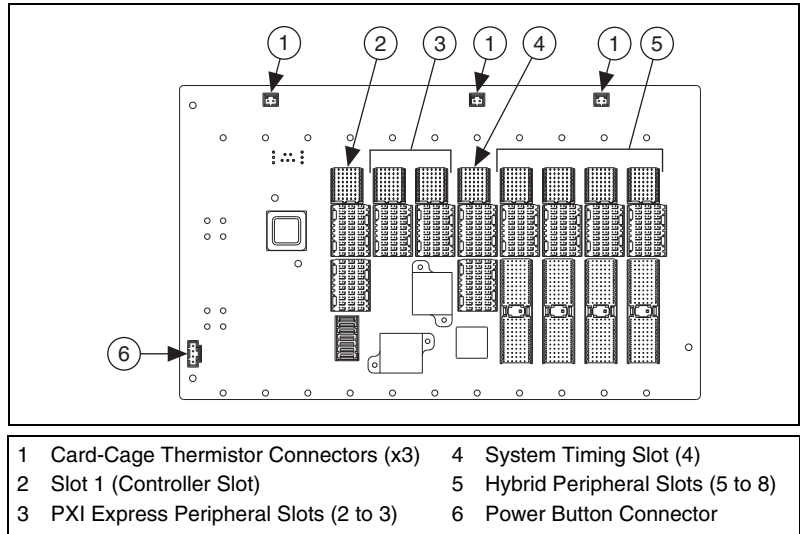 1 2 3 1 4 1 5
6
1 Card-Cage Thermistor Connectors (x3)
2 Slot 1 (Controller Slot)
3 PXI Express Peripheral Slots (2 to 3)
4 System Timing Slot (4)
5 Hybrid Peripheral Slots (5 to 8)
6 Power Button Connector